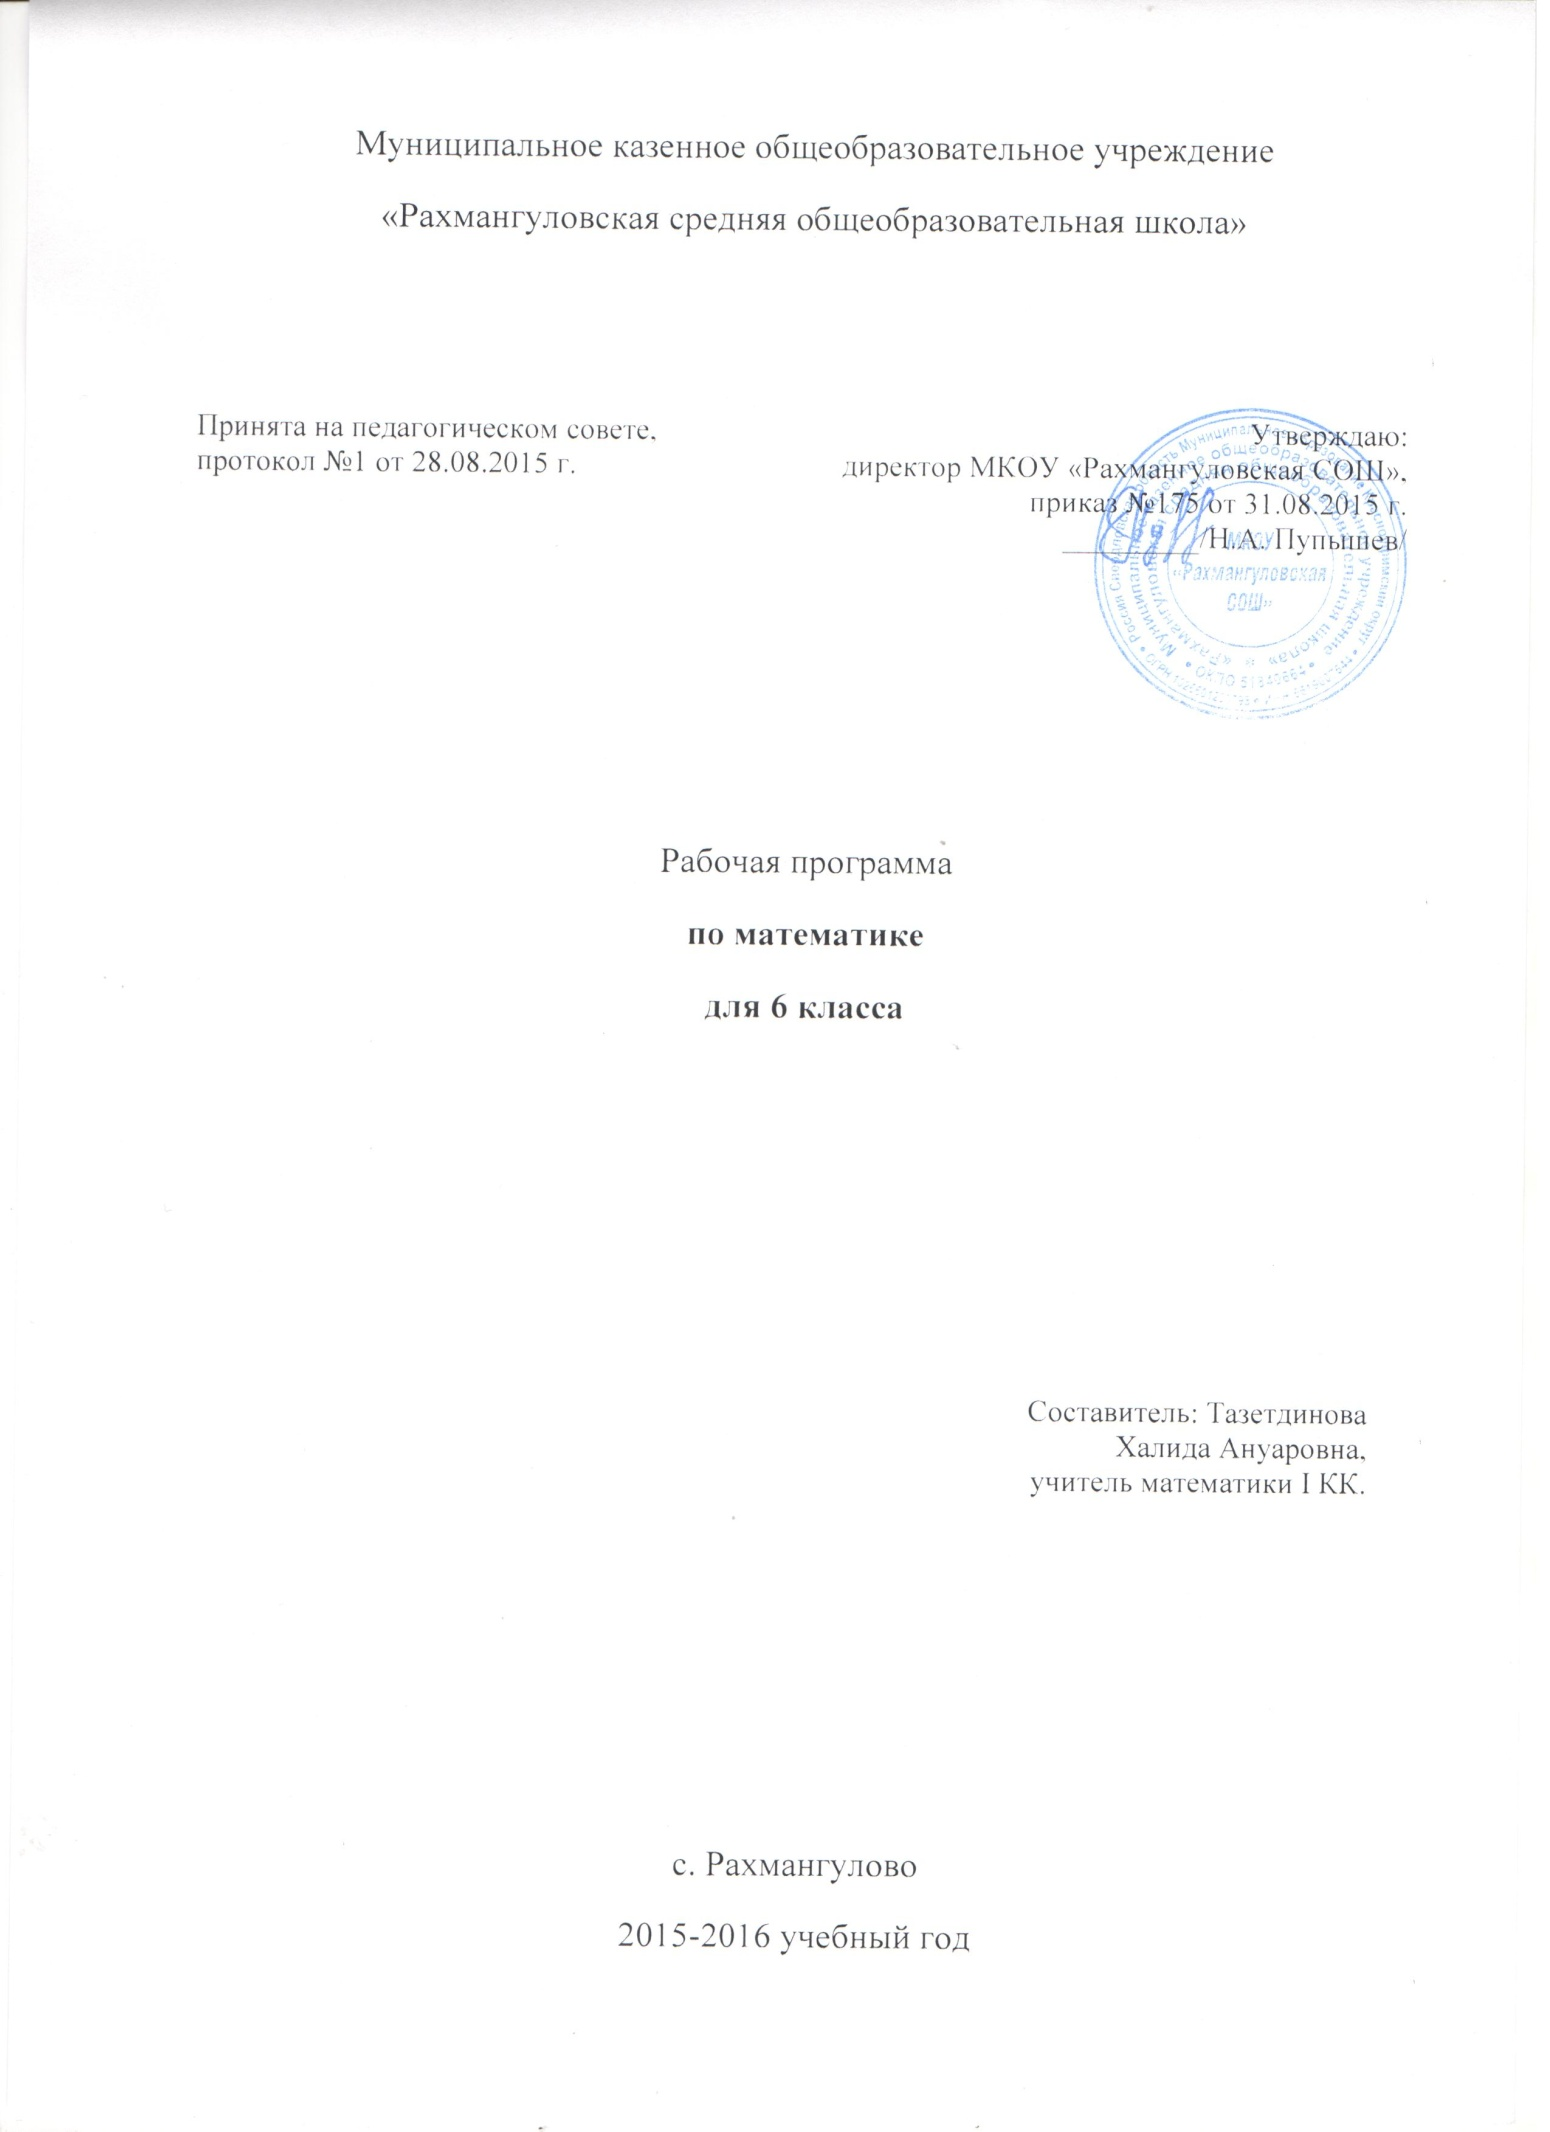 Муниципальное казенное общеобразовательное учреждение
«Рахмангуловская средняя общеобразовательная школа»
Принята на педагогическом совете,
протокол №1 от 28.08.2015 г.
Утверждаю:
директор МКОУ «Рахмангуловская СОШ»,
приказ №175 от 31.08.2015 г.
__________/Н.А. Пупышев/
МКОУ
«Рахмангуловская
СОШ»
Рабочая программа
по математике
для 6 класса
Составитель: Тазетдинова
Халида Ануаровна,
учитель математики I КК.
с. Рахмангулово
2015-2016 учебный год